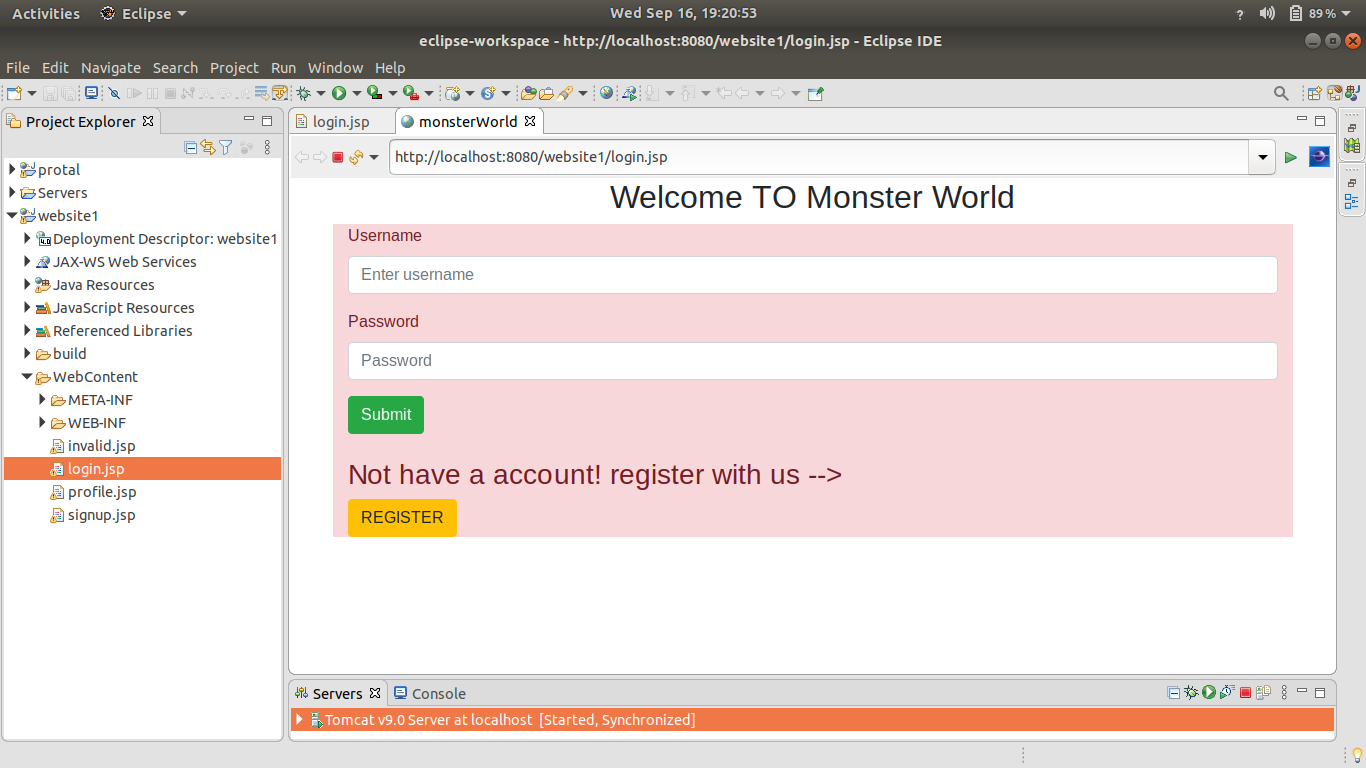 Activities Eclipse Wed Sep 16, 19:20:53 ? 89%
eclipse-workspace - http://localhost:8080/website1/login.jsp - Eclipse IDE
File Edit Navigate Search Project Run Window Help
Project Explorer
protal
Servers
website1
Deployment Descriptor: website1
JAX-WS Web Services
Java Resources
JavaScript Resources
Referenced Libraries
build
WebContent
META-INF
WEB-INF
invalid.jsp
login.jsp
profile.jsp
signup.jsp
login.jsp monsterWorld
http://localhost:8080/website1/login.jsp
Welcome TO Monster World
Username
Enter username
Password
Password
Submit
Not have a account! register with us -->
REGISTER
Servers Console
Tomcat v9.0 Server at localhost [Started, Synchronized]